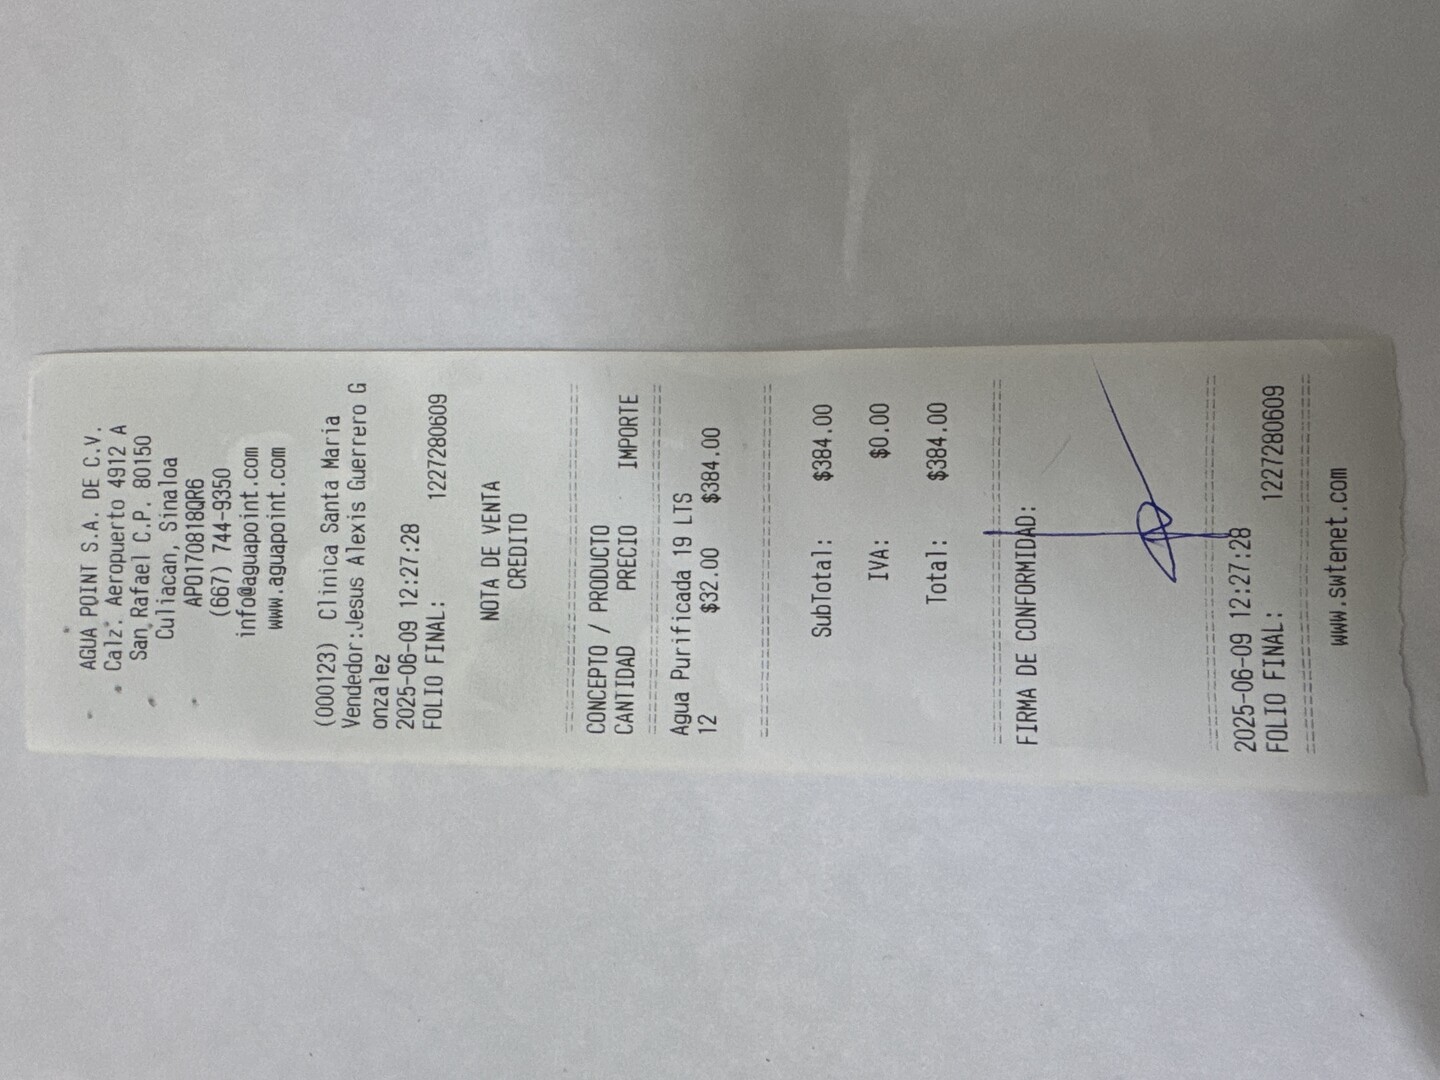 AGUA POINT S.A. DE C.V.
Calz. Aeropuerto 4912 A
San Rafael C.P. 80150
Culiacan, Sinaloa
APO170818QR6
(667) 744-9350
info@aguapoint.com
www.aguapoint.com
(000123) Clinica Santa Maria
Vendedor:Jesus Alexis Guerrero G
onzalez
2025-06-09 12:27:28
FOLIO FINAL: 1227280609
NOTA DE VENTA
CREDITO
================================
CONCEPTO / PRODUCTO
CANTIDAD PRECIO IMPORTE
================================
Agua Purificada 19 LTS
12 $32.00 $384.00
================================
SubTotal: $384.00
IVA: $0.00
Total: $384.00
================================
FIRMA DE CONFORMIDAD:
================================
2025-06-09 12:27:28
FOLIO FINAL: 1227280609
================================
www.swtenet.com